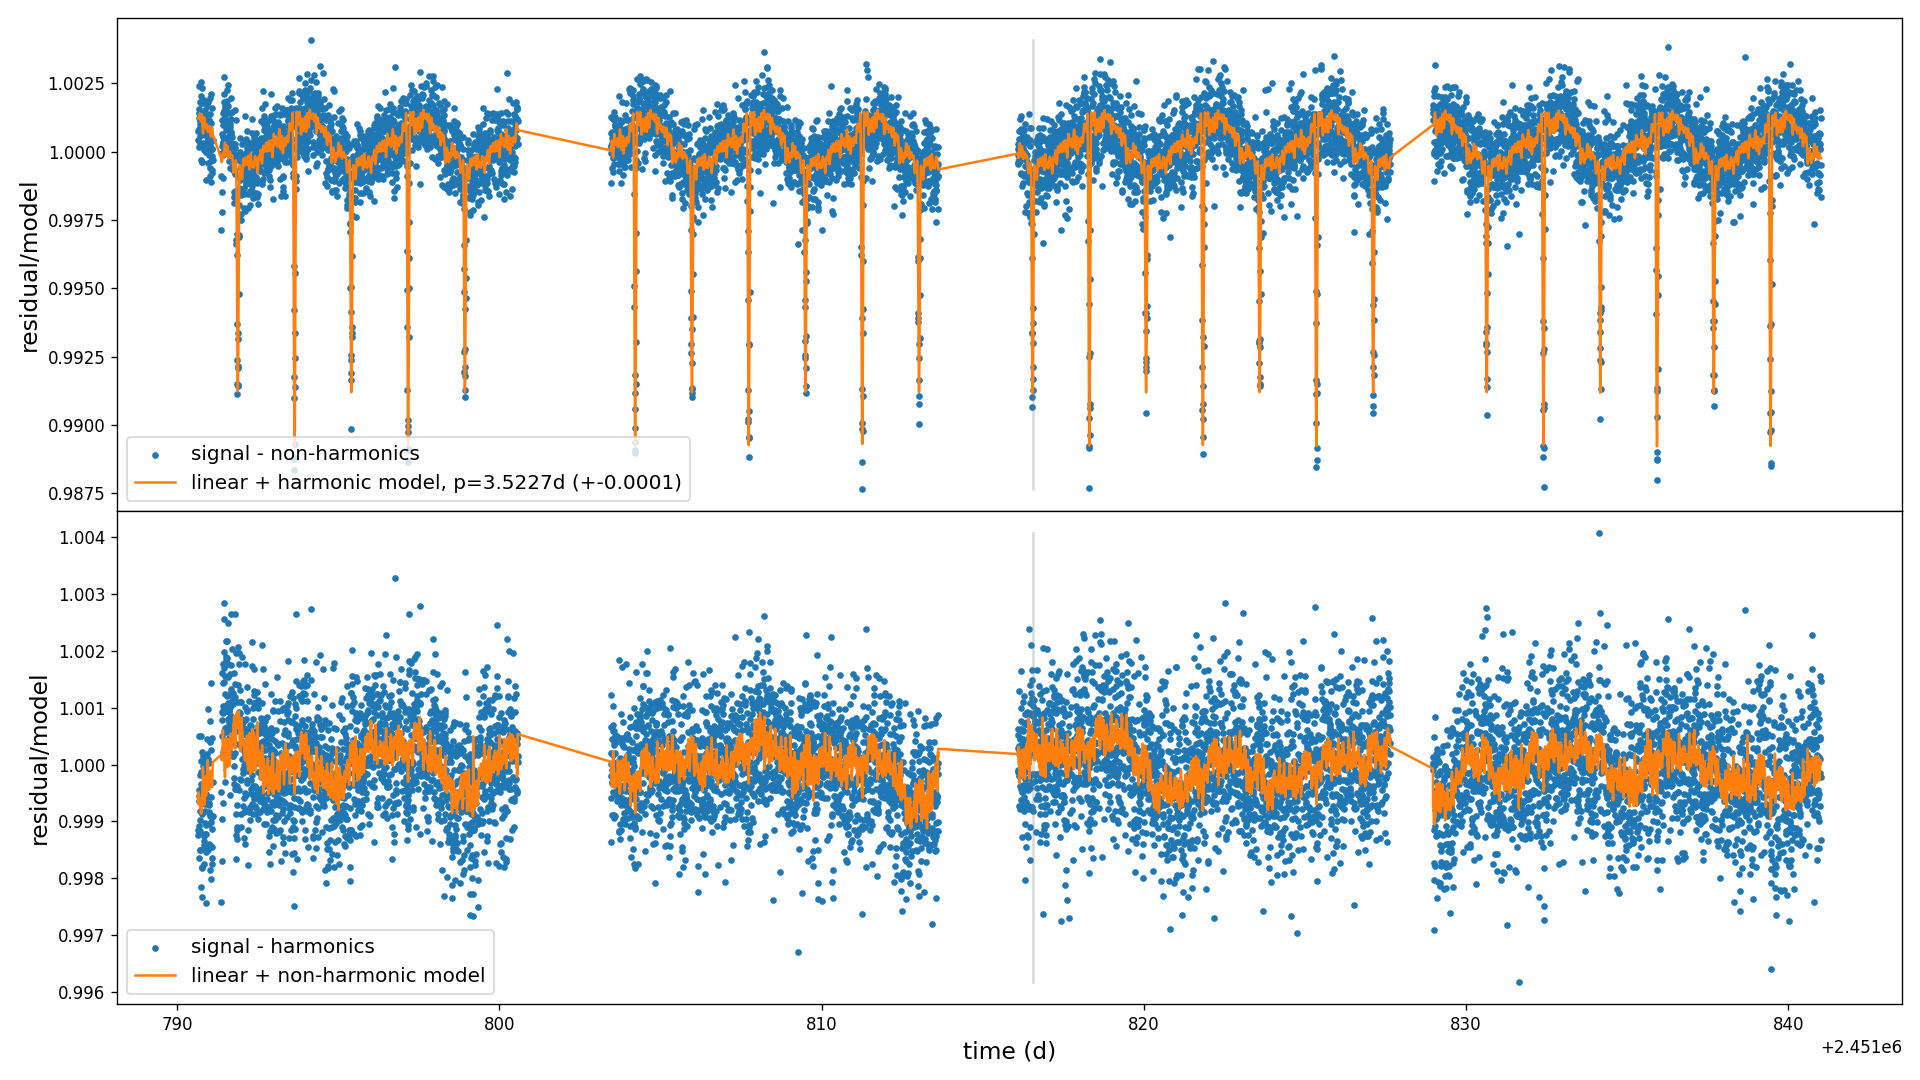 residual/model
1.0025
1.0000
0.9975
0.9950
0.9925
0.9900
0.9875
signal - non-harmonics
linear + harmonic model, p=3.5227d (+-0.0001)
residual/model
1.004
1.003
1.002
1.001
1.000
0.999
0.998
0.997
0.996
signal - harmonics
linear + non-harmonic model
790 800 810 820 830 840
time (d)
+2.451e6